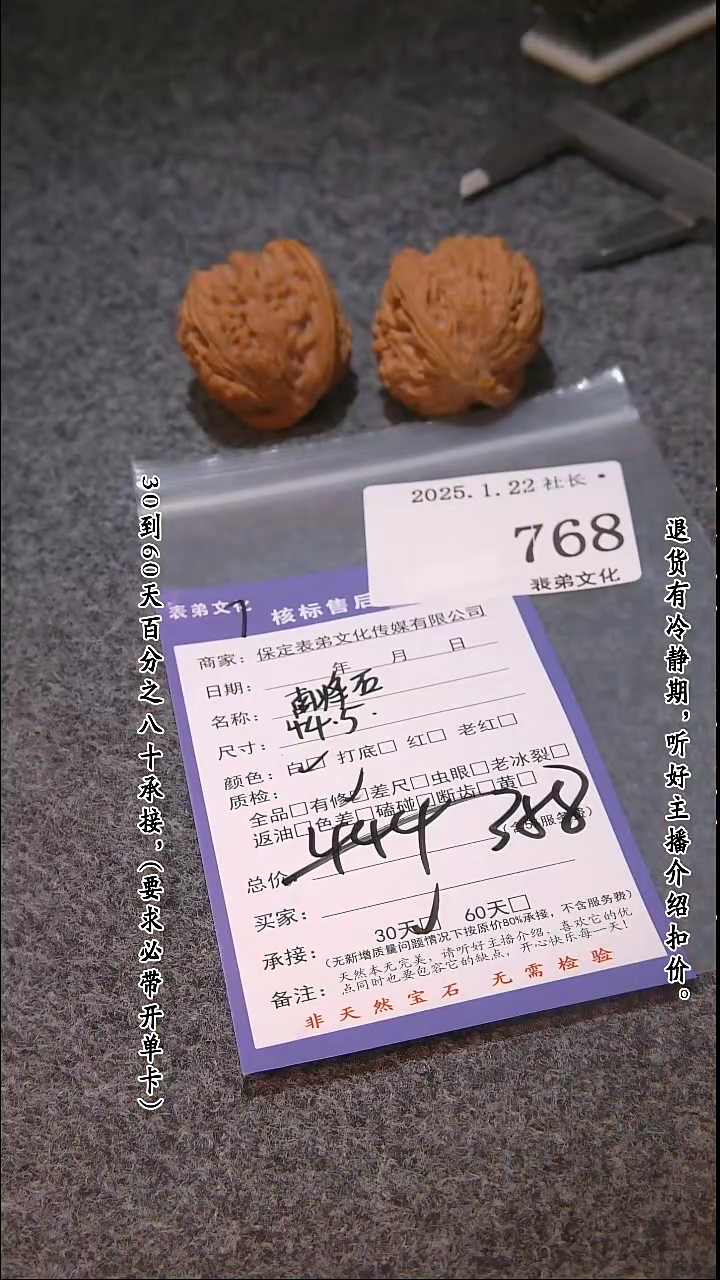 2025.1.22 社长
768
表弟文化
表弟文化 核标售后
商家：保定表弟文化传媒有限公司
日期： 年 月 日
名称：南将石
尺寸：44.5
颜色：白☑ 打底□ 红□ 老红□
质检：
全品□有修☑差尺□虫眼□老冰裂□
返油□色差□磕碰□断齿□黄□
总价：444 388
买家：
承接：30天☑ 60天□
（无新增质量问题情况下按原价80%承接，不含服务费）
备注：天然本无完美，请听好主播介绍，喜欢它的优
点同时也要包容它的缺点，开心快乐每一天！
非天然宝石 无需检验
30到60天百分之八十承接，（要求必带开单卡）
退货有冷静期，听好主播介绍扣价。